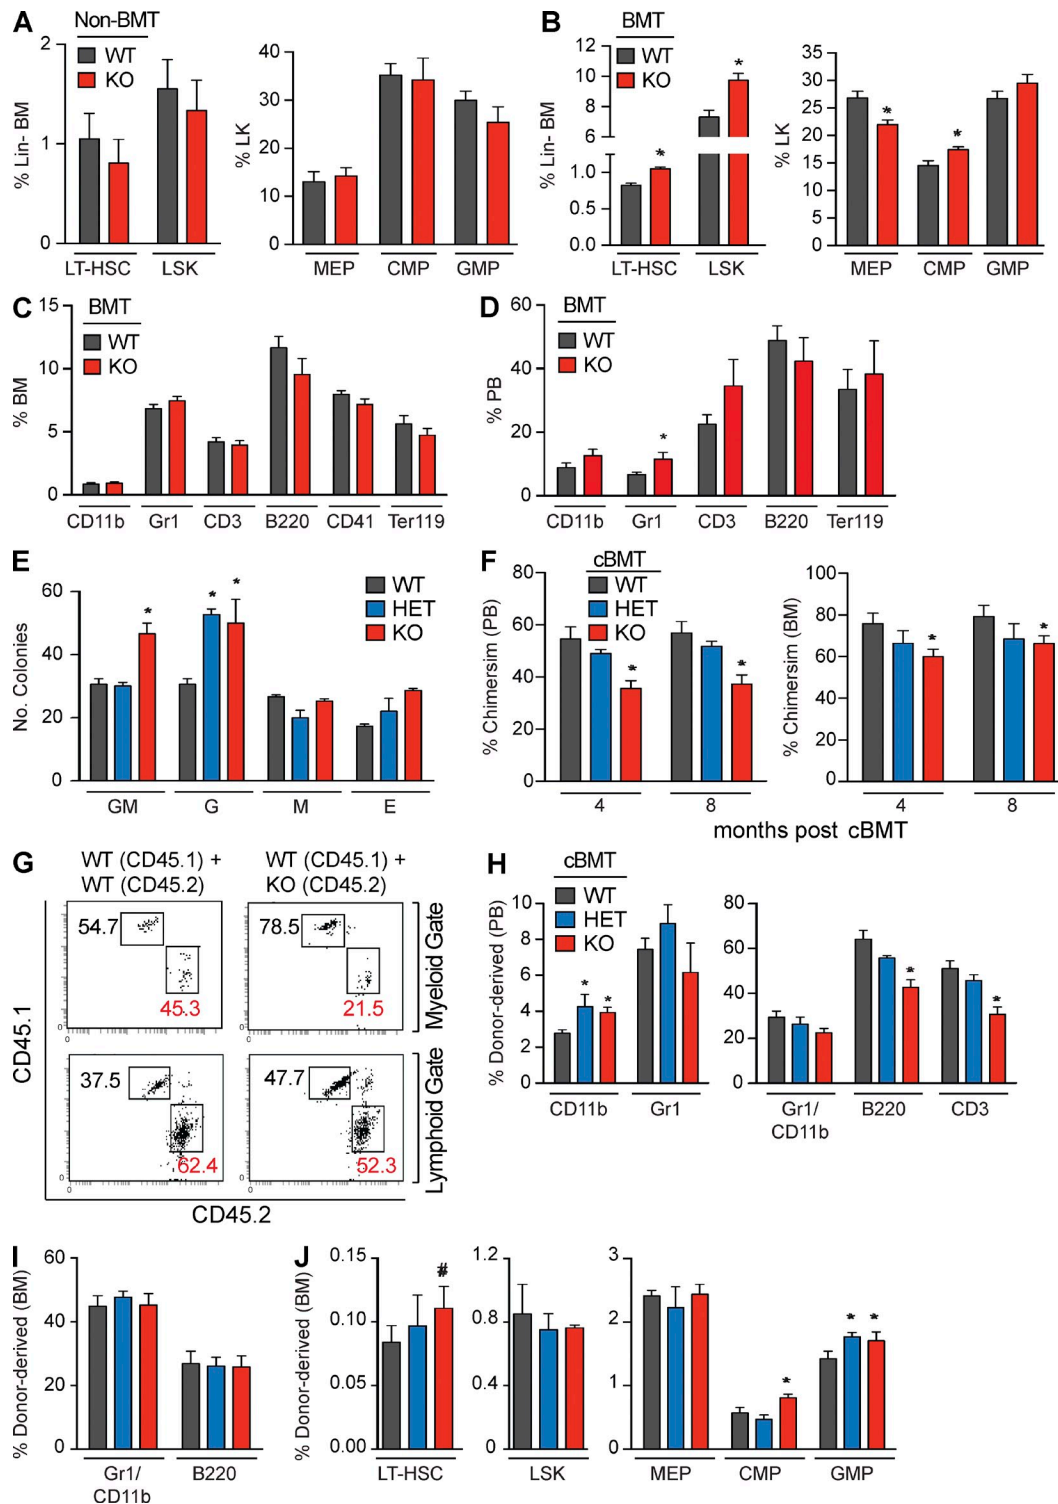 A
Non-BMT
WT
KO
% Lin- BM
2
1
0
LT-HSC
LSK
% LK
40
30
20
10
0
MEP
CMP
GMP
B
BMT
WT
KO
% Lin- BM
12
10
8
6
1.0
0.5
0.0
*
*
LT-HSC
LSK
% LK
35
30
25
20
15
10
5
0
*
*
MEP
CMP
GMP
C
BMT
WT
KO
% BM
15
10
5
0
CD11b
Gr1
CD3
B220
CD41
Ter119
D
BMT
WT
KO
% PB
60
40
20
0
*
CD11b
Gr1
CD3
B220
Ter119
E
WT
HET
KO
No. Colonies
60
40
20
0
*
*
*
GM
G
M
E
F
cBMT
WT
HET
KO
% Chimersim (PB)
80
60
40
20
0
*
*
4
8
% Chimersim (BM)
100
80
60
40
20
0
*
*
4
8
months post cBMT
G
WT (CD45.1) +
WT (CD45.2)
WT (CD45.1) +
KO (CD45.2)
54.7
45.3
78.5
21.5
Myeloid Gate
37.5
62.4
47.7
52.3
Lymphoid Gate
0
0
0
0
0
0
0
0
CD45.1
CD45.2
H
cBMT
WT
HET
KO
% Donor-derived (PB)
10
8
6
4
2
0
*
*
CD11b
Gr1
80
60
40
20
0
*
*
Gr1/
CD11b
B220
CD3
I
% Donor-derived (BM)
60
40
20
0
Gr1/
CD11b
B220
J
% Donor-derived (BM)
0.15
0.10
0.05
0.00
#
LT-HSC
1.2
0.8
0.4
0
LSK
3
2
1
0
*
*
*
MEP
CMP
GMP